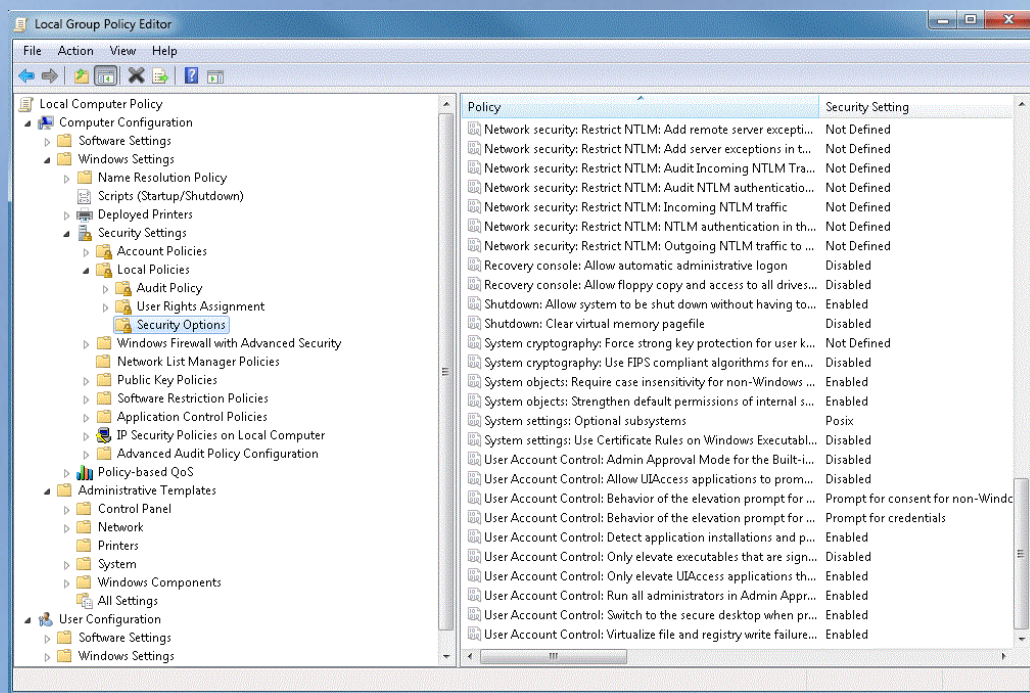 Local Group Policy Editor
File Action View Help
Local Computer Policy
Computer Configuration
Software Settings
Windows Settings
Name Resolution Policy
Scripts (Startup/Shutdown)
Deployed Printers
Security Settings
Account Policies
Local Policies
Audit Policy
User Rights Assignment
Security Options
Windows Firewall with Advanced Security
Network List Manager Policies
Public Key Policies
Software Restriction Policies
Application Control Policies
IP Security Policies on Local Computer
Advanced Audit Policy Configuration
Policy-based QoS
Administrative Templates
Control Panel
Network
Printers
System
Windows Components
All Settings
User Configuration
Software Settings
Windows Settings
Policy Security Setting
Network security: Restrict NTLM: Add remote server excepti... Not Defined
Network security: Restrict NTLM: Add server exceptions in t... Not Defined
Network security: Restrict NTLM: Audit Incoming NTLM Tra... Not Defined
Network security: Restrict NTLM: Audit NTLM authenticatio... Not Defined
Network security: Restrict NTLM: Incoming NTLM traffic Not Defined
Network security: Restrict NTLM: NTLM authentication in th... Not Defined
Network security: Restrict NTLM: Outgoing NTLM traffic to ... Not Defined
Recovery console: Allow automatic administrative logon Disabled
Recovery console: Allow floppy copy and access to all drives... Disabled
Shutdown: Allow system to be shut down without having to... Enabled
Shutdown: Clear virtual memory pagefile Disabled
System cryptography: Force strong key protection for user k... Not Defined
System cryptography: Use FIPS compliant algorithms for en... Disabled
System objects: Require case insensitivity for non-Windows ... Enabled
System objects: Strengthen default permissions of internal s... Enabled
System settings: Optional subsystems Posix
System settings: Use Certificate Rules on Windows Executabl... Disabled
User Account Control: Admin Approval Mode for the Built-i... Disabled
User Account Control: Allow UIAccess applications to prom... Disabled
User Account Control: Behavior of the elevation prompt for ... Prompt for consent for non-Windc
User Account Control: Behavior of the elevation prompt for ... Prompt for credentials
User Account Control: Detect application installations and p... Enabled
User Account Control: Only elevate executables that are sign... Disabled
User Account Control: Only elevate UIAccess applications th... Enabled
User Account Control: Run all administrators in Admin Appr... Enabled
User Account Control: Switch to the secure desktop when pr... Enabled
User Account Control: Virtualize file and registry write failure... Enabled